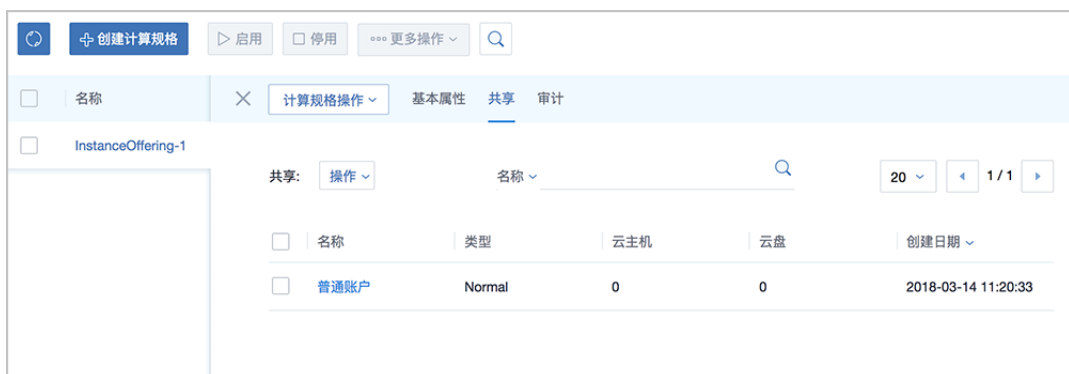 创建计算规格 启用 停用 更多操作
名称 计算规格操作 基本属性 共享 审计
InstanceOffering-1
共享: 操作 名称 20 1 / 1
名称 类型 云主机 云盘 创建日期
普通账户 Normal 0 0 2018-03-14 11:20:33